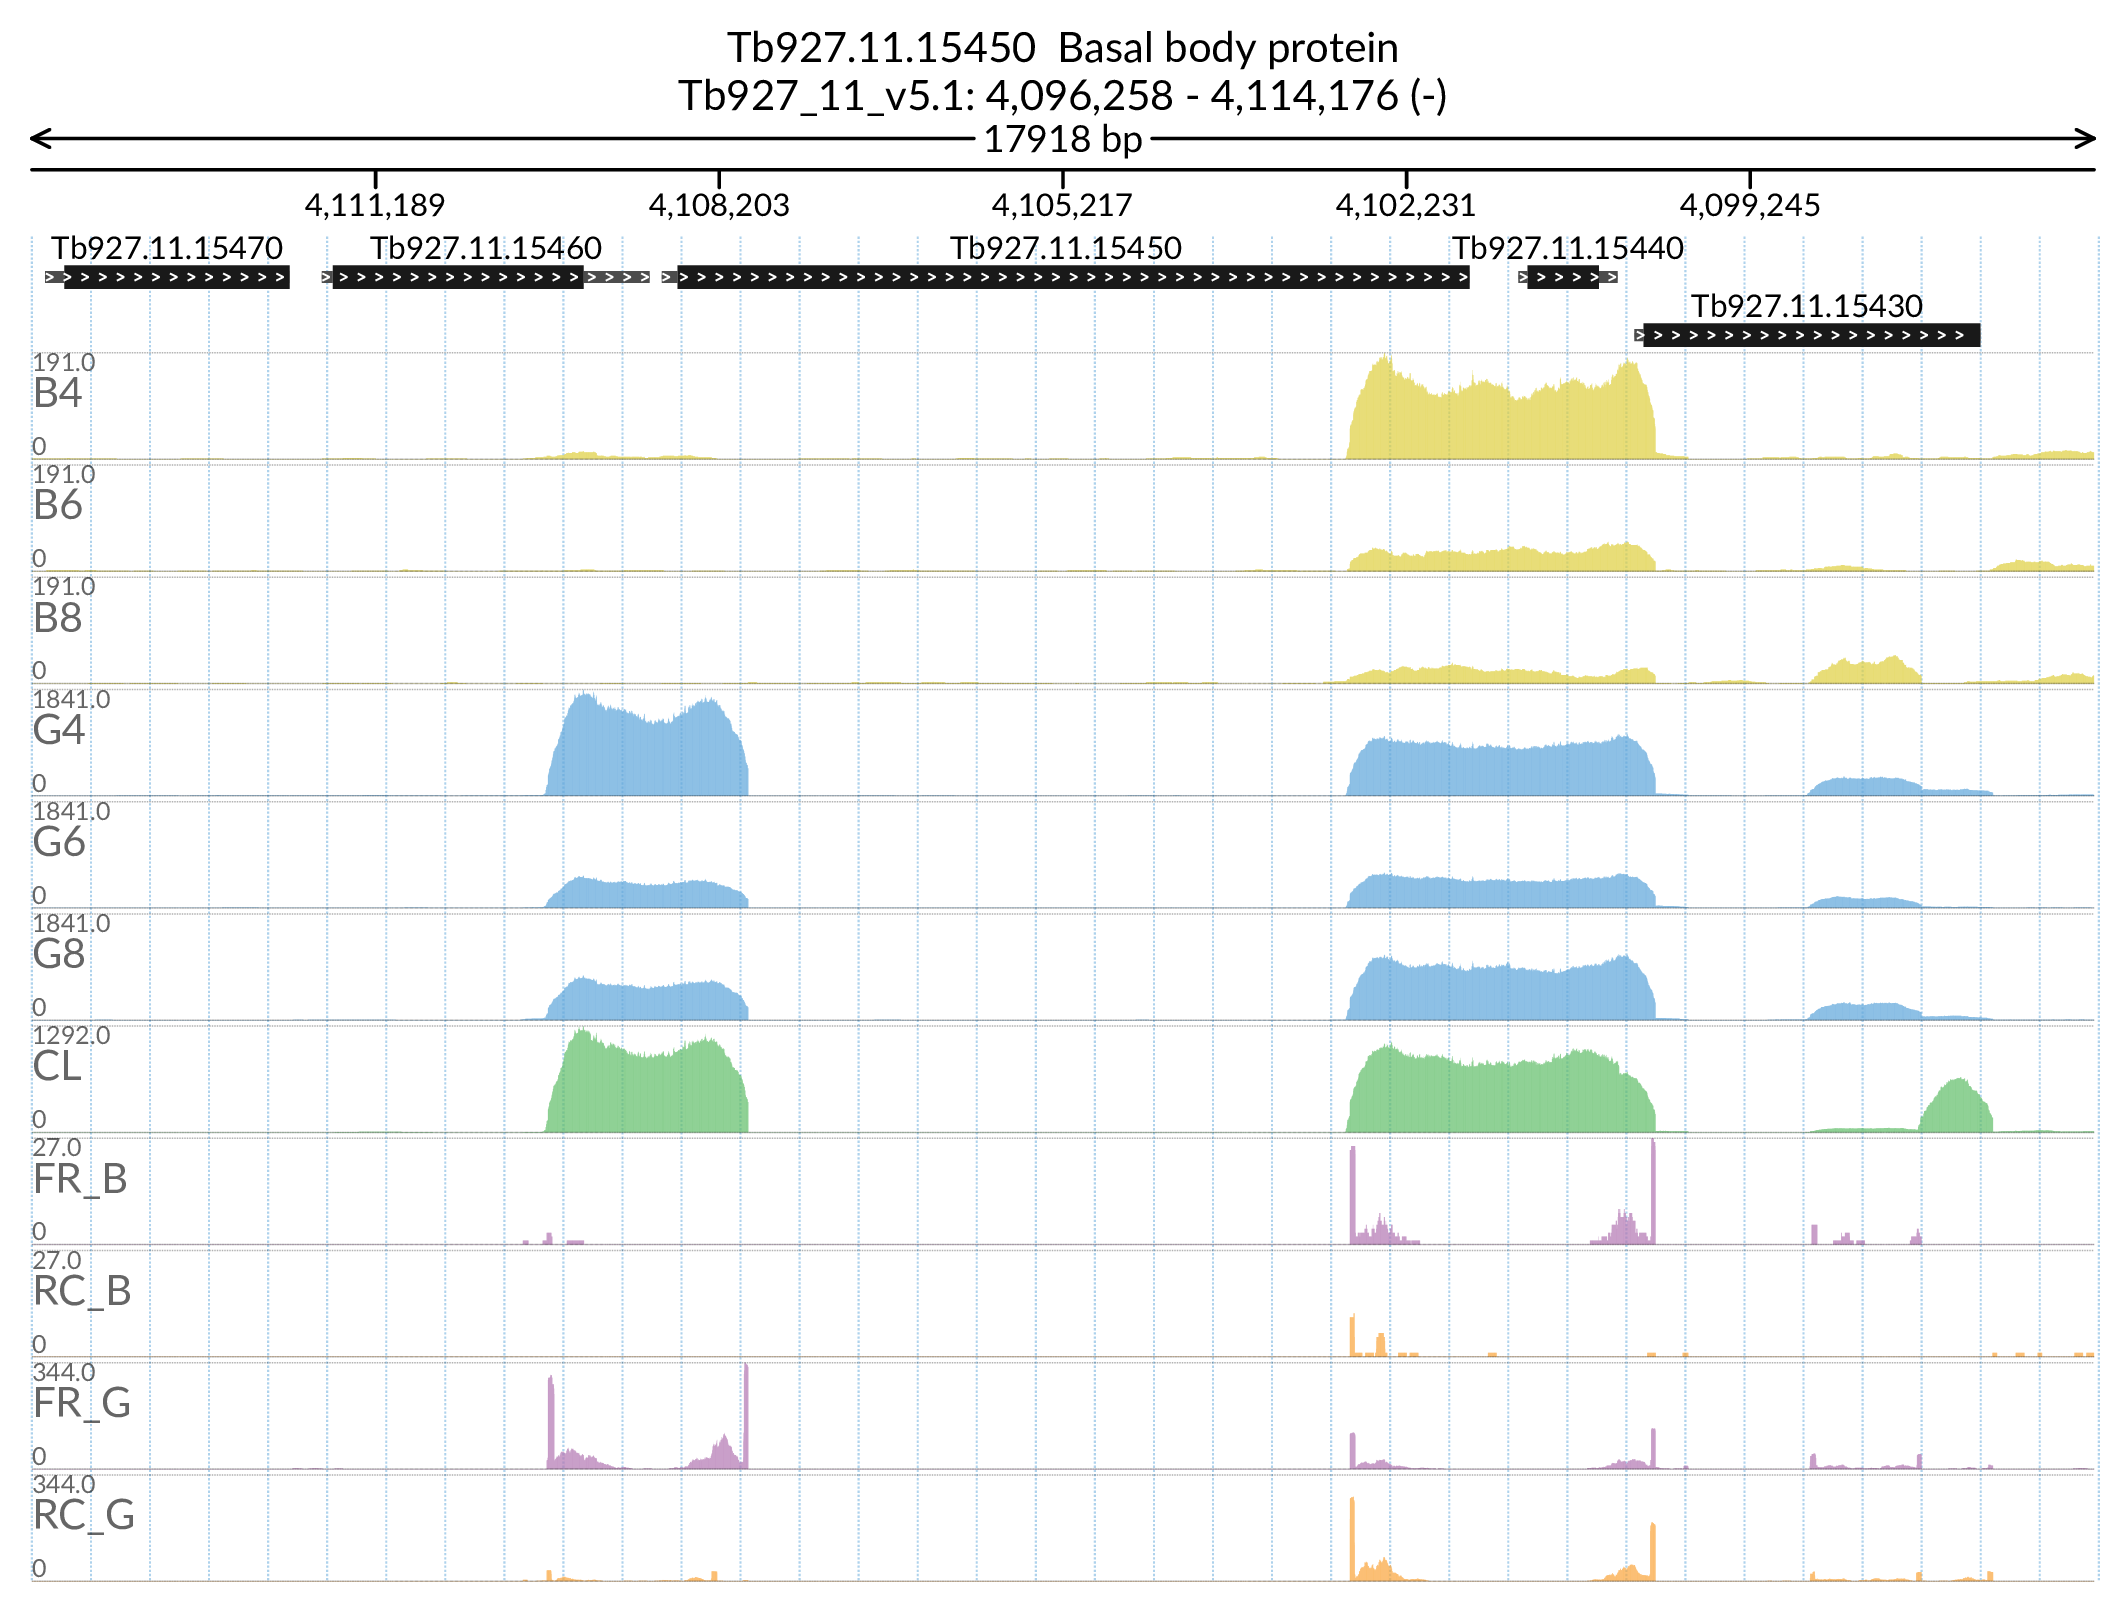 Tb927.11.15450  Basal body protein
Tb927_11_v5.1: 4,096,258 - 4,114,176 (-)
17918 bp
4,111,189 4,108,203 4,105,217 4,102,231 4,099,245
Tb927.11.15470 Tb927.11.15460 Tb927.11.15450 Tb927.11.15440
Tb927.11.15430
191.0
B4
0
191.0
B6
0
191.0
B8
0
1841.0
G4
0
1841.0
G6
0
1841.0
G8
0
1292.0
CL
0
27.0
FR_B
0
27.0
RC_B
0
344.0
FR_G
0
344.0
RC_G
0